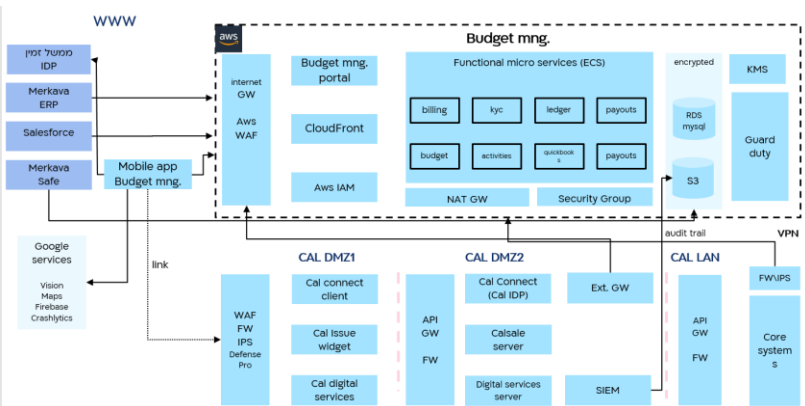 WWW
ממשל זמין
IDP
Merkava
ERP
Salesforce
Merkava
Safe
Mobile app
Budget mng.
Google
services
Vision
Maps
Firebase
Crashlytics
link
aws
Budget mng.
internet
GW
Aws
WAF
Budget mng.
portal
CloudFront
Aws IAM
Functional micro services (ECS)
billing
kyc
ledger
payouts
budget
activities
quickbook
s
payouts
NAT GW
Security Group
encrypted
RDS
mysql
S3
KMS
Guard
duty
audit trail
VPN
CAL DMZ1
WAF
FW
IPS
Defense
Pro
Cal connect
client
Cal Issue
widget
Cal digital
services
CAL DMZ2
API
GW
FW
Cal Connect
(Cal IDP)
Calsale
server
Digital services
server
Ext. GW
SIEM
CAL LAN
API
GW
FW
FW\IPS
Core
system
s